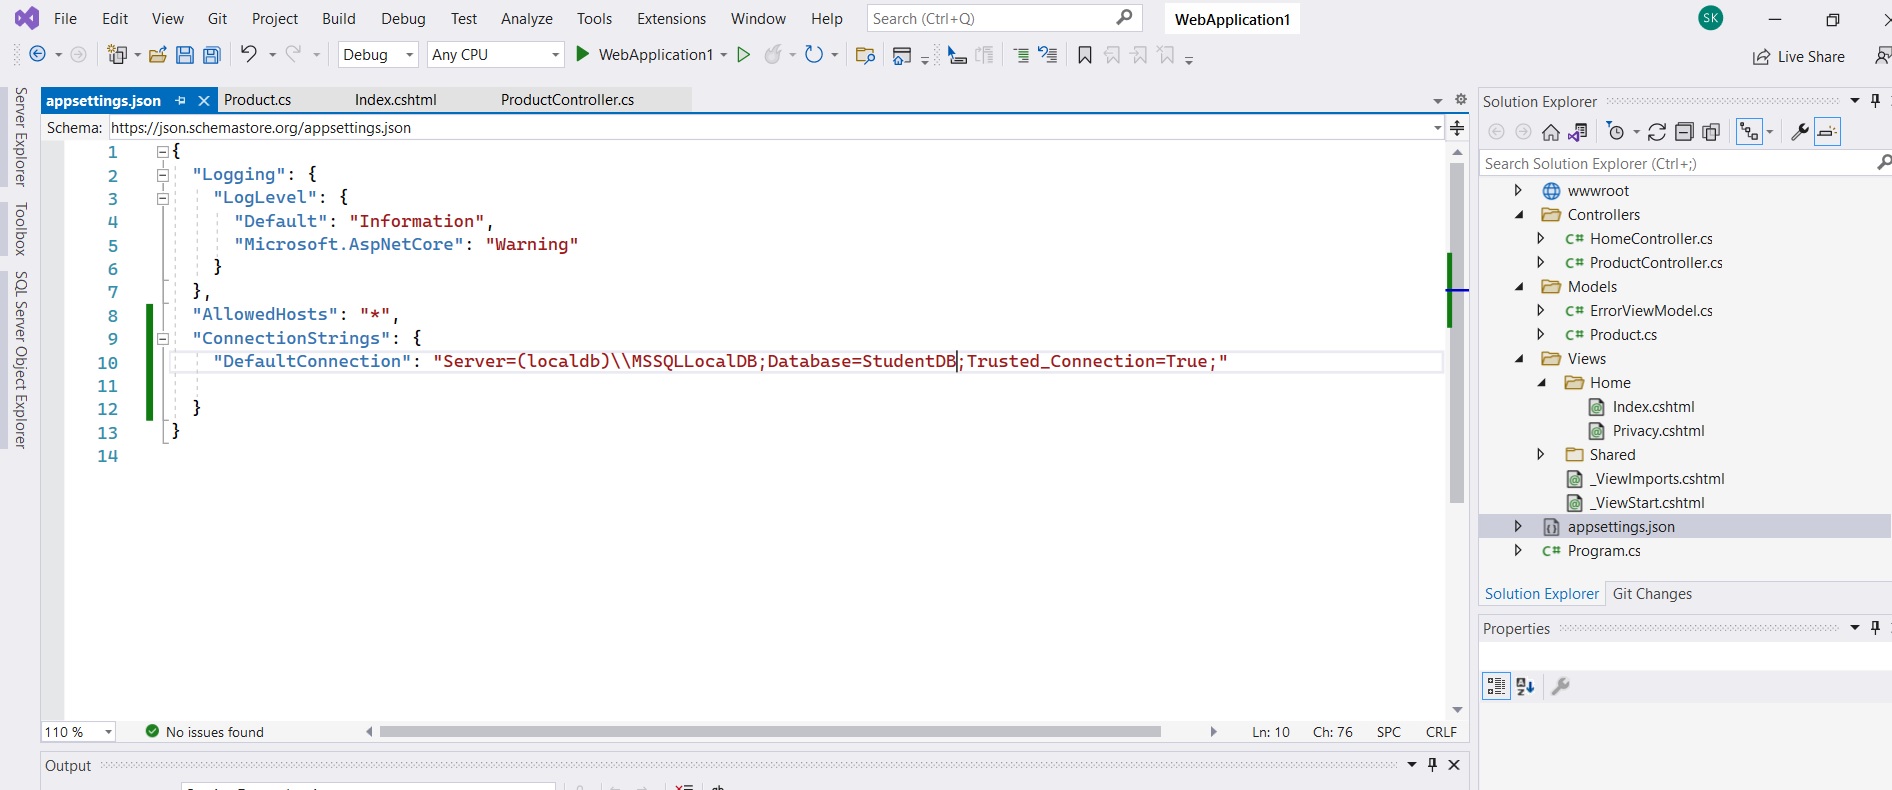 File Edit View Git Project Build Debug Test Analyze Tools Extensions Window Help Search (Ctrl+Q) WebApplication1 SK
Debug Any CPU WebApplication1 Live Share
Server Explorer
Toolbox
SQL Server Object Explorer
appsettings.json Product.cs Index.cshtml ProductController.cs
Schema: https://json.schemastore.org/appsettings.json
1 {
2 "Logging": {
3 "LogLevel": {
4 "Default": "Information",
5 "Microsoft.AspNetCore": "Warning"
6 }
7 },
8 "AllowedHosts": "*",
9 "ConnectionStrings": {
10 "DefaultConnection": "Server=(localdb)\\MSSQLLocalDB;Database=StudentDB;Trusted_Connection=True;"
11
12 }
13 }
14
110 % No issues found Ln: 10 Ch: 76 SPC CRLF
Output
Solution Explorer
Search Solution Explorer (Ctrl+;)
wwwroot
Controllers
C# HomeController.cs
C# ProductController.cs
Models
C# ErrorViewModel.cs
C# Product.cs
Views
Home
Index.cshtml
Privacy.cshtml
Shared
_ViewImports.cshtml
_ViewStart.cshtml
appsettings.json
C# Program.cs
Solution Explorer Git Changes
Properties